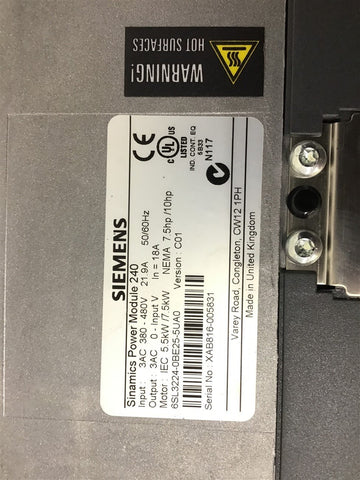 WARNING!
HOT SURFACES
SIEMENS
Sinamics Power Module 240
Input : 3AC 380 - 480V 21.9A 50/60Hz
Output : 3AC 0 - Input V In = 18A
Motor : IEC 5.5kW /7.5kW NEMA 7.5hp /10hp
6SL3224-0BE25-5UA0 Version : C01
Serial No.: XAB816-005831
CE
UL
LISTED
IND. CONT. EQ
5B33
N117
Varey Road, Congleton, CW12 1PH
Made in United Kingdom